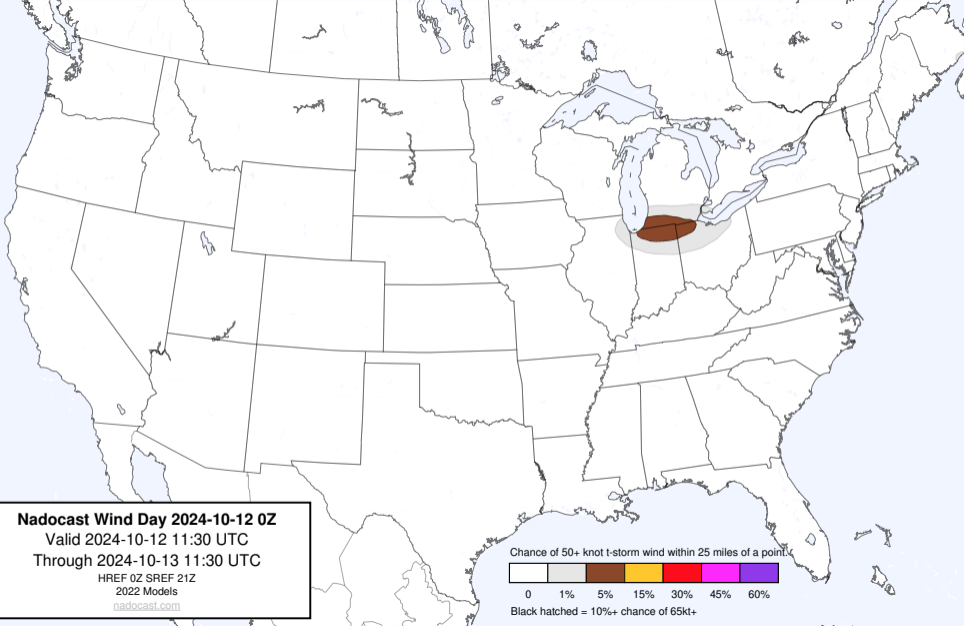 Nadocast Wind Day 2024-10-12 0Z
Valid 2024-10-12 11:30 UTC
Through 2024-10-13 11:30 UTC
HREF 0Z SREF 21Z
2022 Models
nadocast.com
Chance of 50+ knot t-storm wind within 25 miles of a point.
0 1% 5% 15% 30% 45% 60%
Black hatched = 10%+ chance of 65kt+